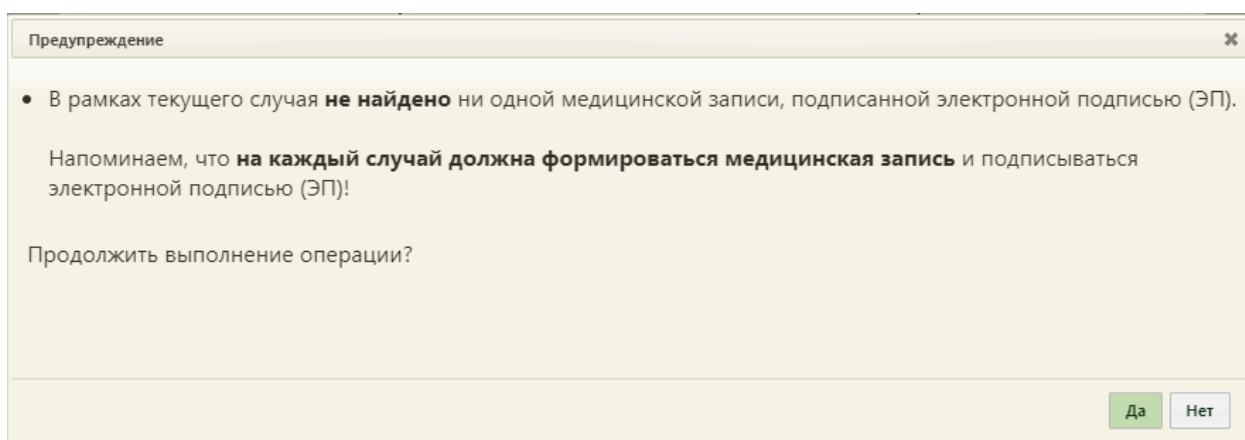 Предупреждение
В рамках текущего случая не найдено ни одной медицинской записи, подписанной электронной подписью (ЭП).
Напоминаем, что на каждый случай должна формироваться медицинская запись и подписываться
электронной подписью (ЭП)!
Продолжить выполнение операции?
Да Нет